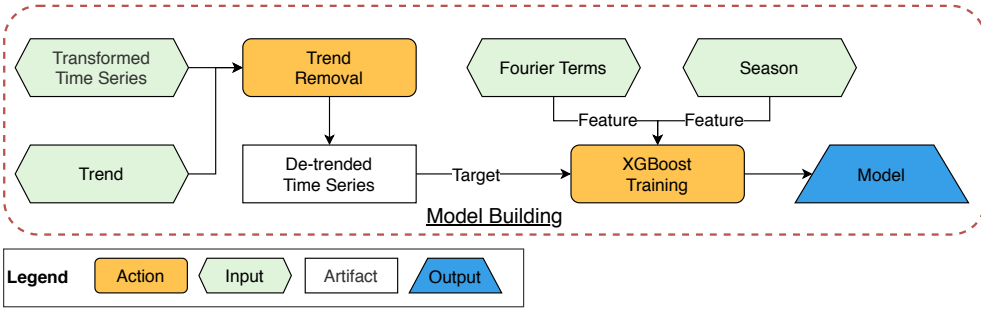 Transformed
Time Series
Trend
Removal
Fourier Terms
Season
Feature
Feature
Trend
De-trended
Time Series
Target
XGBoost
Training
Model
Model Building
Legend
Action
Input
Artifact
Output